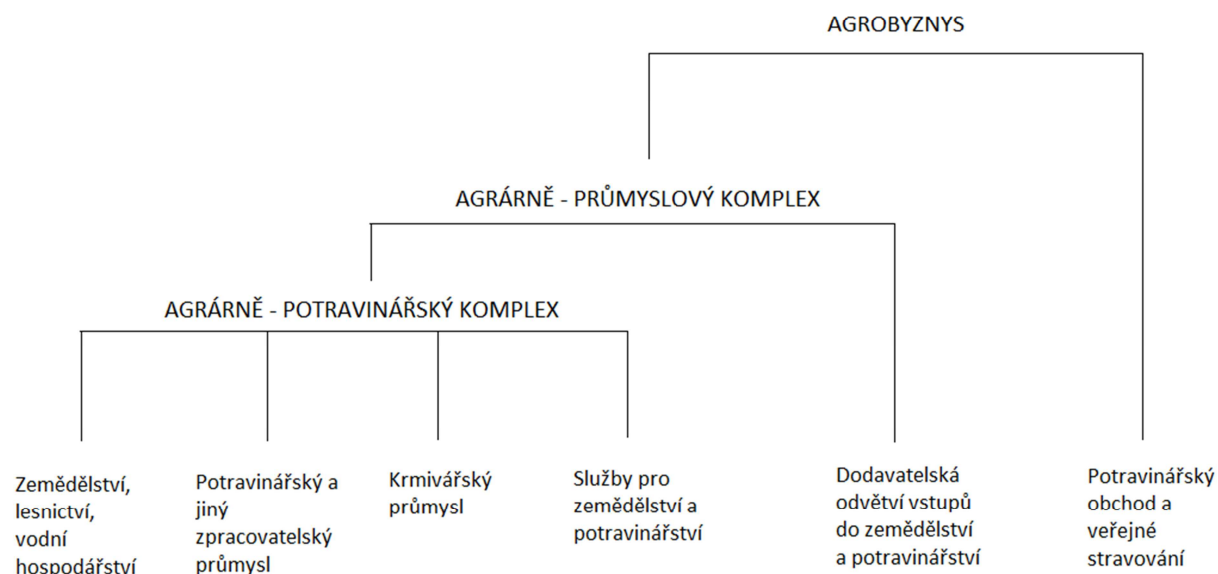 AGROBYZNYS
AGRÁRNĚ - PRŮMYSLOVÝ KOMPLEX
AGRÁRNĚ - POTRAVINÁŘSKÝ KOMPLEX
Zemědělství,
lesnictví,
vodní
hospodářství
Potravinářský a
jiný
zpracovatelský
průmysl
Krmivářský
průmysl
Služby pro
zemědělství a
potravinářství
Dodavatelská
odvětví vstupů
do zemědělství
a potravinářství
Potravinářský
obchod a
veřejné
stravování